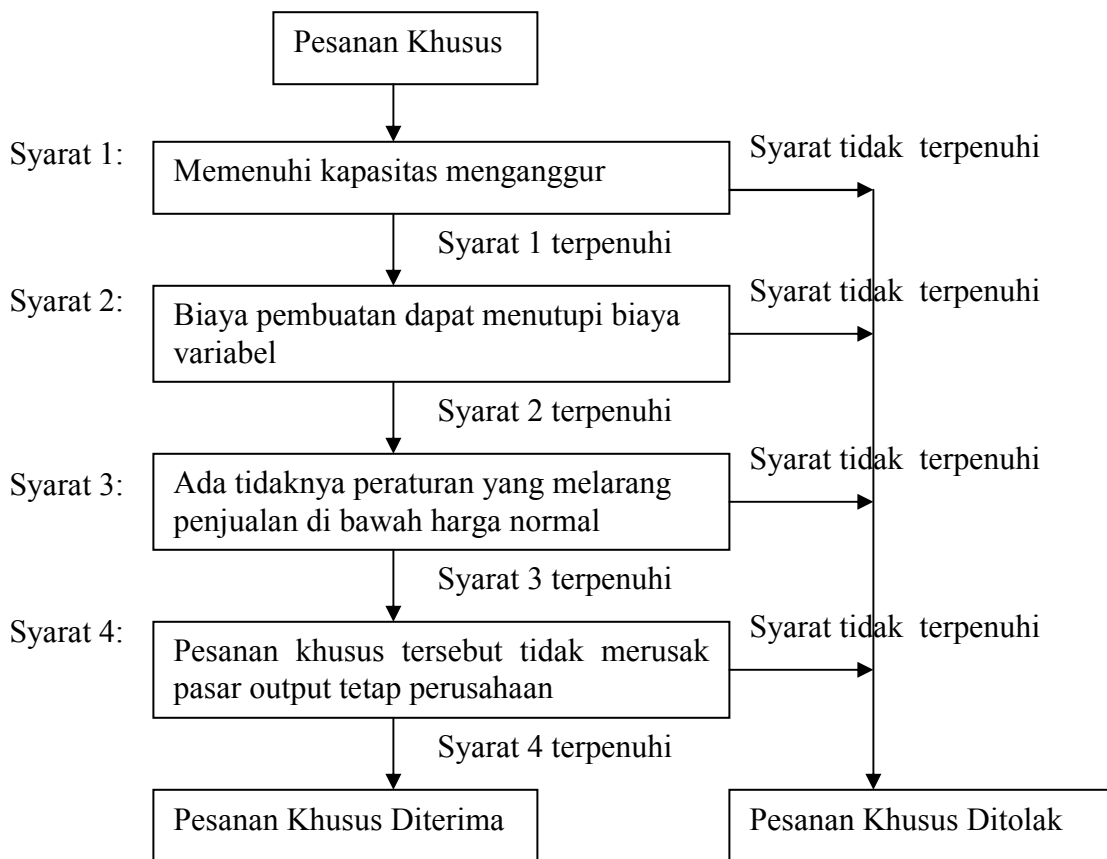 Pesanan Khusus
Syarat 1:
Memenuhi kapasitas menganggur
Syarat tidak terpenuhi
Syarat 1 terpenuhi
Syarat 2:
Biaya pembuatan dapat menutupi biaya
variabel
Syarat tidak terpenuhi
Syarat 2 terpenuhi
Syarat 3:
Ada tidaknya peraturan yang melarang
penjualan di bawah harga normal
Syarat tidak terpenuhi
Syarat 3 terpenuhi
Syarat 4:
Pesanan khusus tersebut tidak merusak
pasar output tetap perusahaan
Syarat tidak terpenuhi
Syarat 4 terpenuhi
Pesanan Khusus Diterima
Pesanan Khusus Ditolak